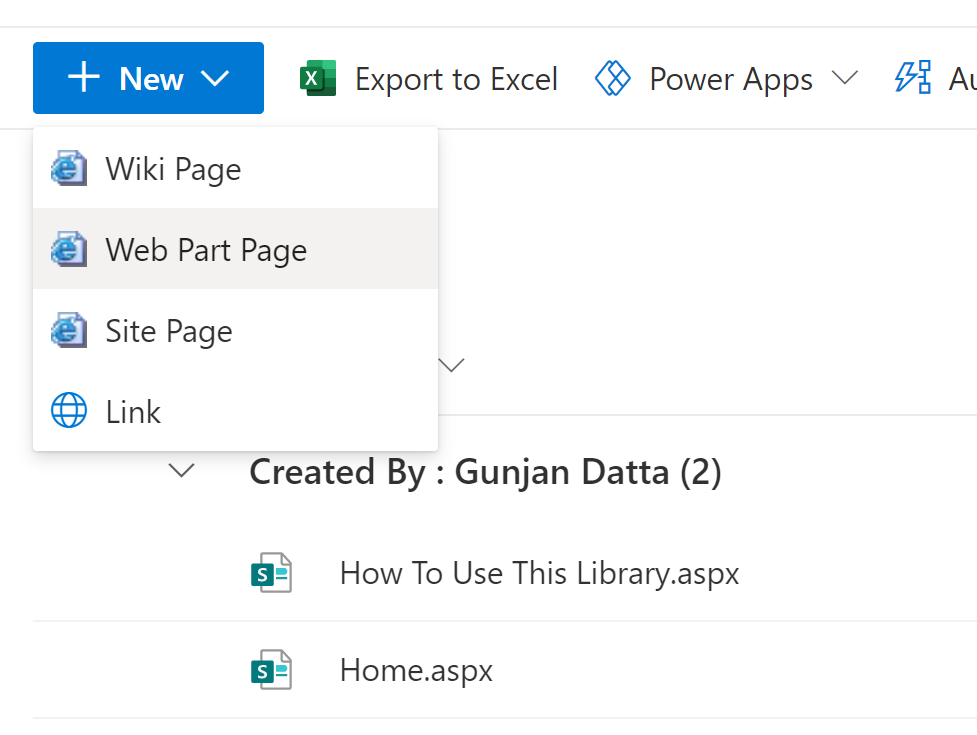 New
Export to Excel
Power Apps
Wiki Page
Web Part Page
Site Page
Link
Created By : Gunjan Datta (2)
How To Use This Library.aspx
Home.aspx